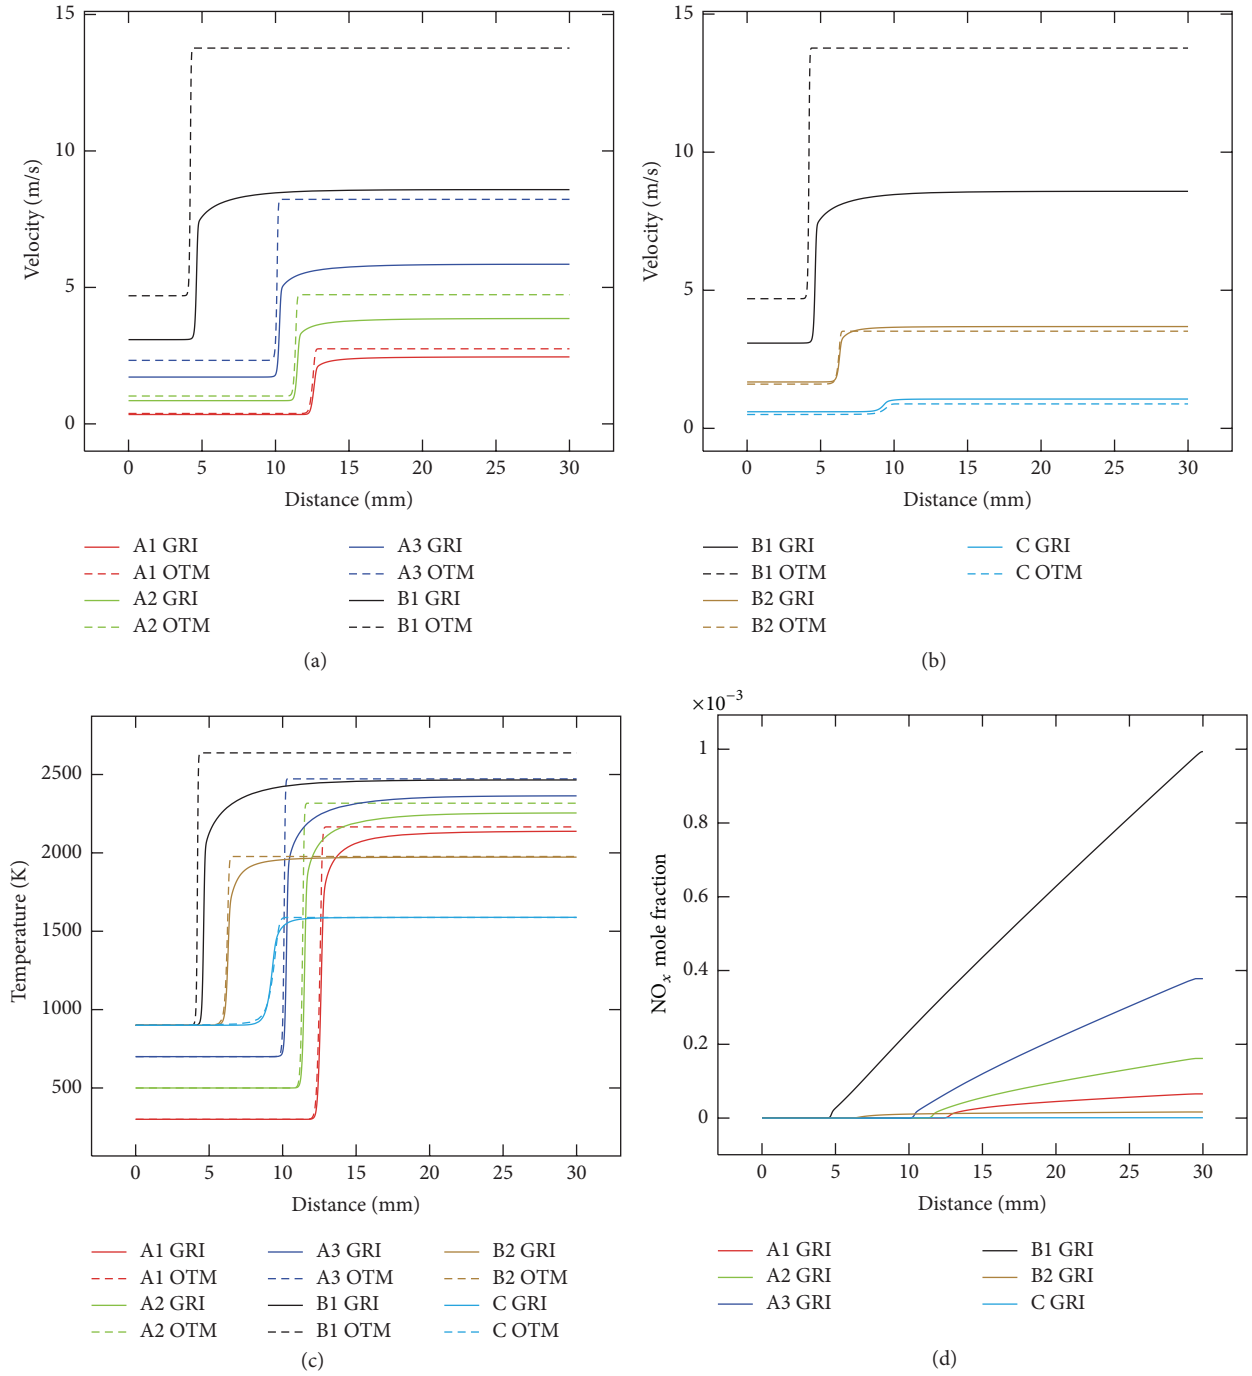 15
10
5
0
Velocity (m/s)
0 5 10 15 20 25 30
Distance (mm)
A1 GRI
A1 OTM
A2 GRI
A2 OTM
A3 GRI
A3 OTM
B1 GRI
B1 OTM
(a)
15
10
5
0
Velocity (m/s)
0 5 10 15 20 25 30
Distance (mm)
B1 GRI
B1 OTM
B2 GRI
B2 OTM
C GRI
C OTM
(b)
2500
2000
1500
1000
500
Temperature (K)
0 5 10 15 20 25 30
Distance (mm)
A1 GRI
A1 OTM
A2 GRI
A2 OTM
A3 GRI
A3 OTM
B1 GRI
B1 OTM
B2 GRI
B2 OTM
C GRI
C OTM
(c)
×10⁻³
1
0.8
0.6
0.4
0.2
0
NOₓ mole fraction
0 5 10 15 20 25 30
Distance (mm)
A1 GRI
A2 GRI
A3 GRI
B1 GRI
B2 GRI
C GRI
(d)